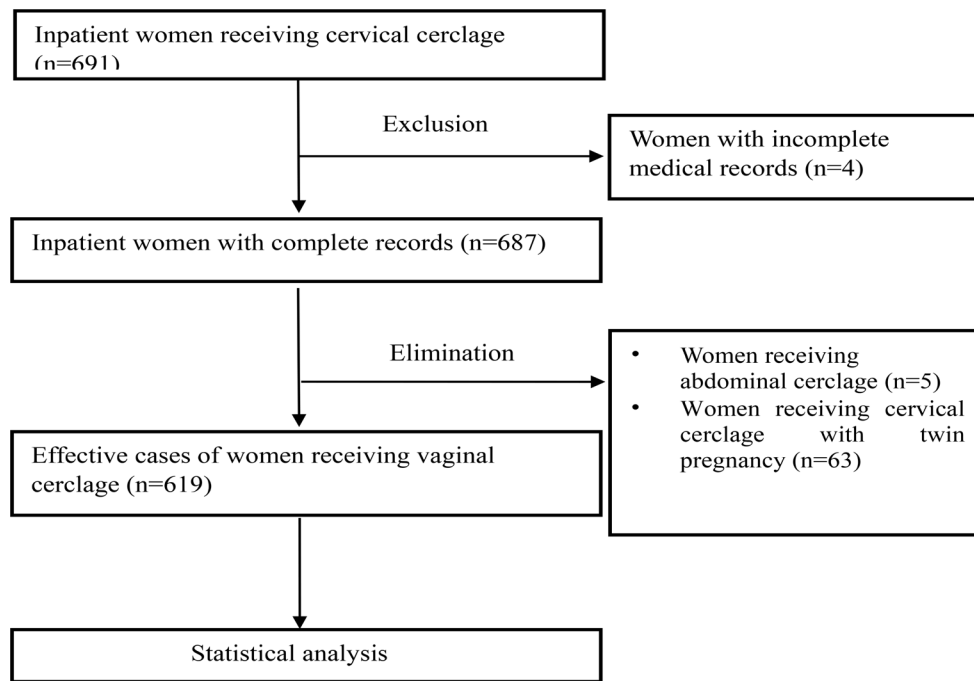 Inpatient women receiving cervical cerclage
(n=691)
Exclusion
Women with incomplete
medical records (n=4)
Inpatient women with complete records (n=687)
Elimination
• Women receiving
abdominal cerclage (n=5)
• Women receiving cervical
cerclage with twin
pregnancy (n=63)
Effective cases of women receiving vaginal
cerclage (n=619)
Statistical analysis